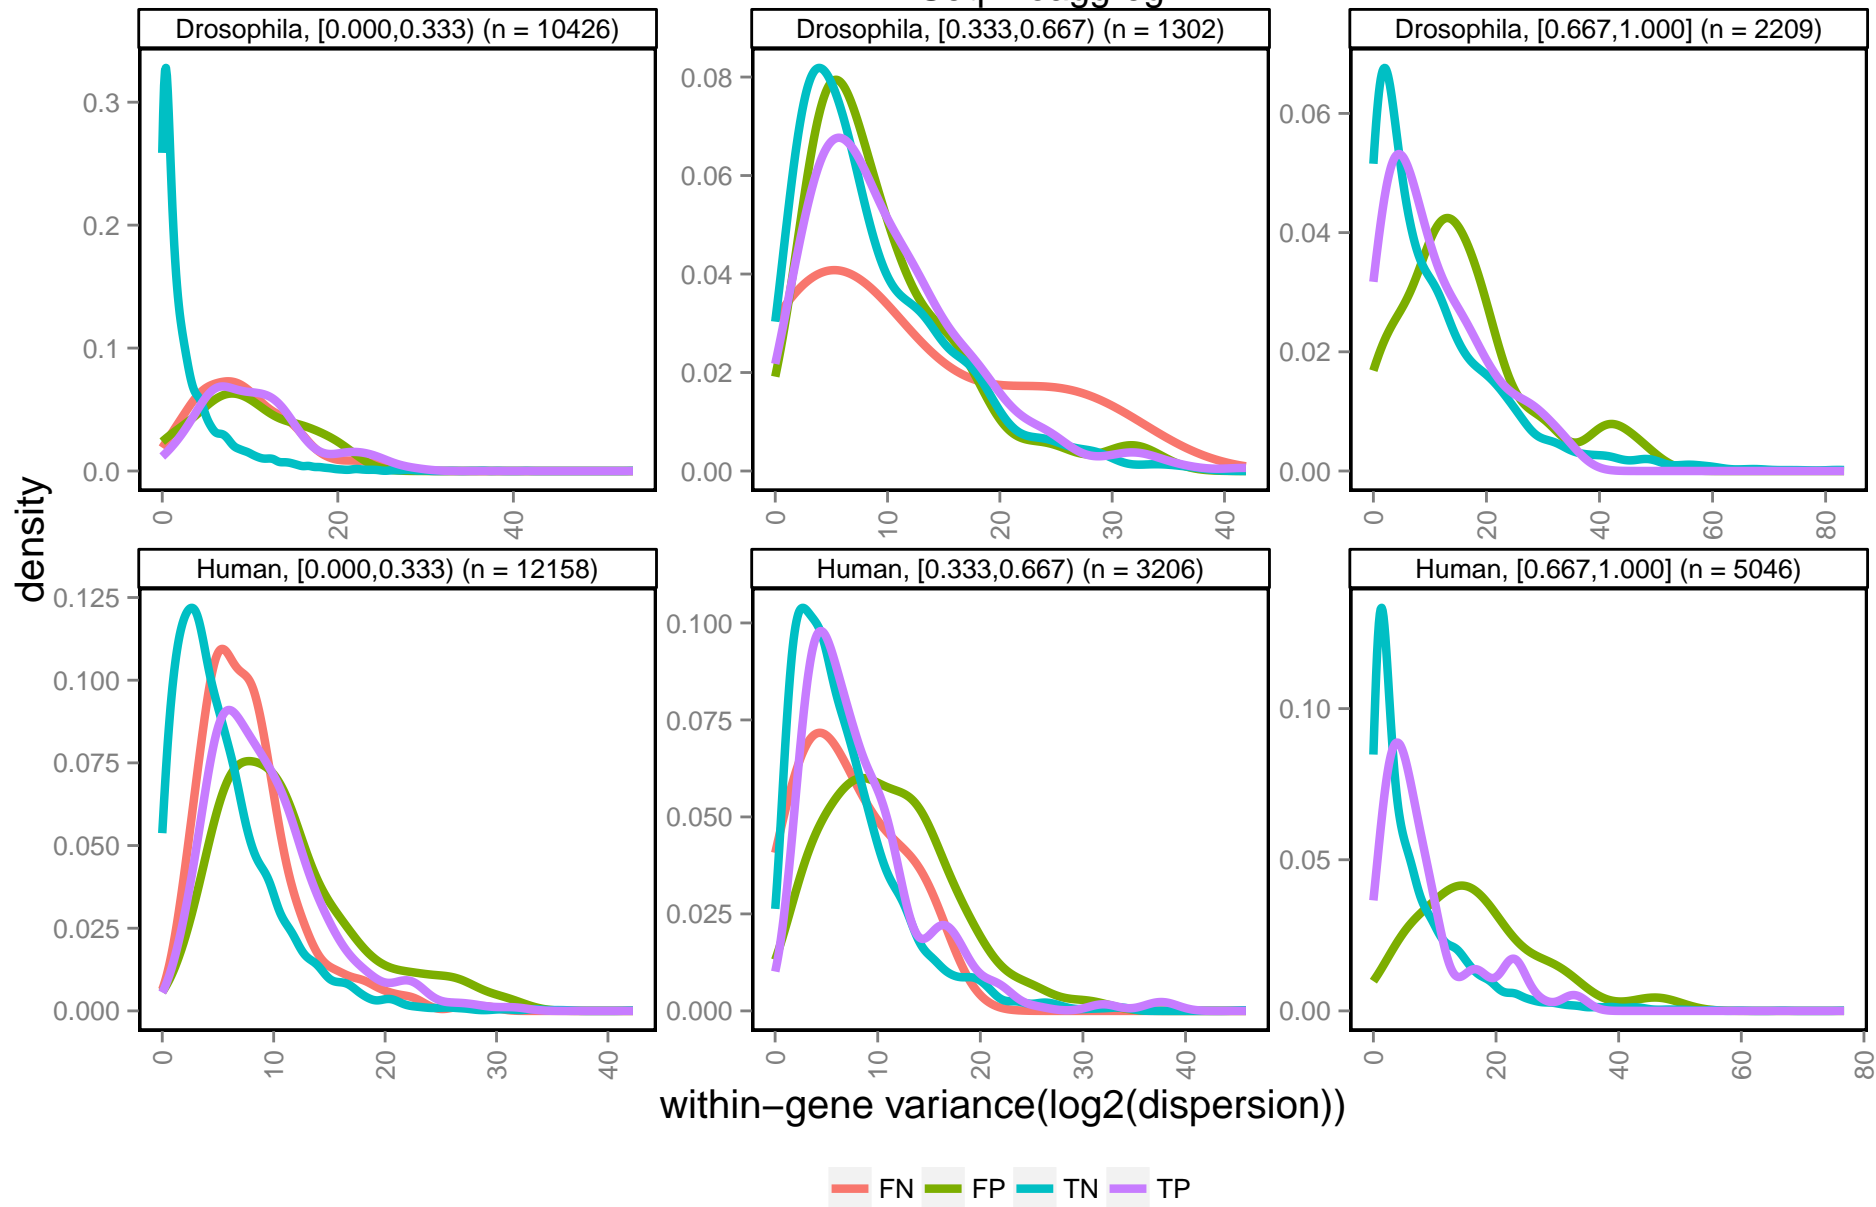 Drosophila, [0.000,0.333) (n = 10426)
Drosophila, [0.333,0.667) (n = 1302)
Drosophila, [0.667,1.000] (n = 2209)
0.3
0.2
0.1
0.0
0.08
0.06
0.04
0.02
0.00
0.06
0.04
0.02
0.00
0 20 40
0 10 20 30 40
0 20 40 60 80
density
Human, [0.000,0.333) (n = 12158)
Human, [0.333,0.667) (n = 3206)
Human, [0.667,1.000] (n = 5046)
0.125
0.100
0.075
0.050
0.025
0.000
0.100
0.075
0.050
0.025
0.000
0.10
0.05
0.00
0 10 20 30 40
0 10 20 30 40
0 20 40 60 80
within−gene variance(log2(dispersion))
FN FP TN TP